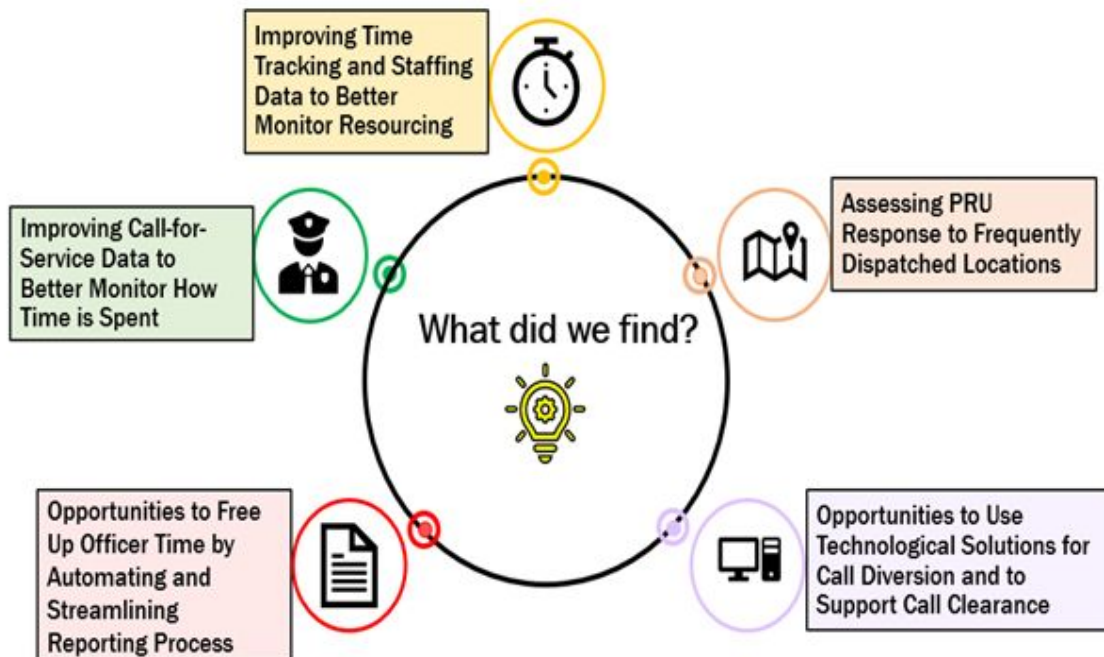 Improving Time
Tracking and Staffing
Data to Better
Monitor Resourcing
Improving Call-for-
Service Data to
Better Monitor How
Time is Spent
Assessing PRU
Response to Frequently
Dispatched Locations
What did we find?
Opportunities to Free
Up Officer Time by
Automating and
Streamlining
Reporting Process
Opportunities to Use
Technological Solutions for
Call Diversion and to
Support Call Clearance